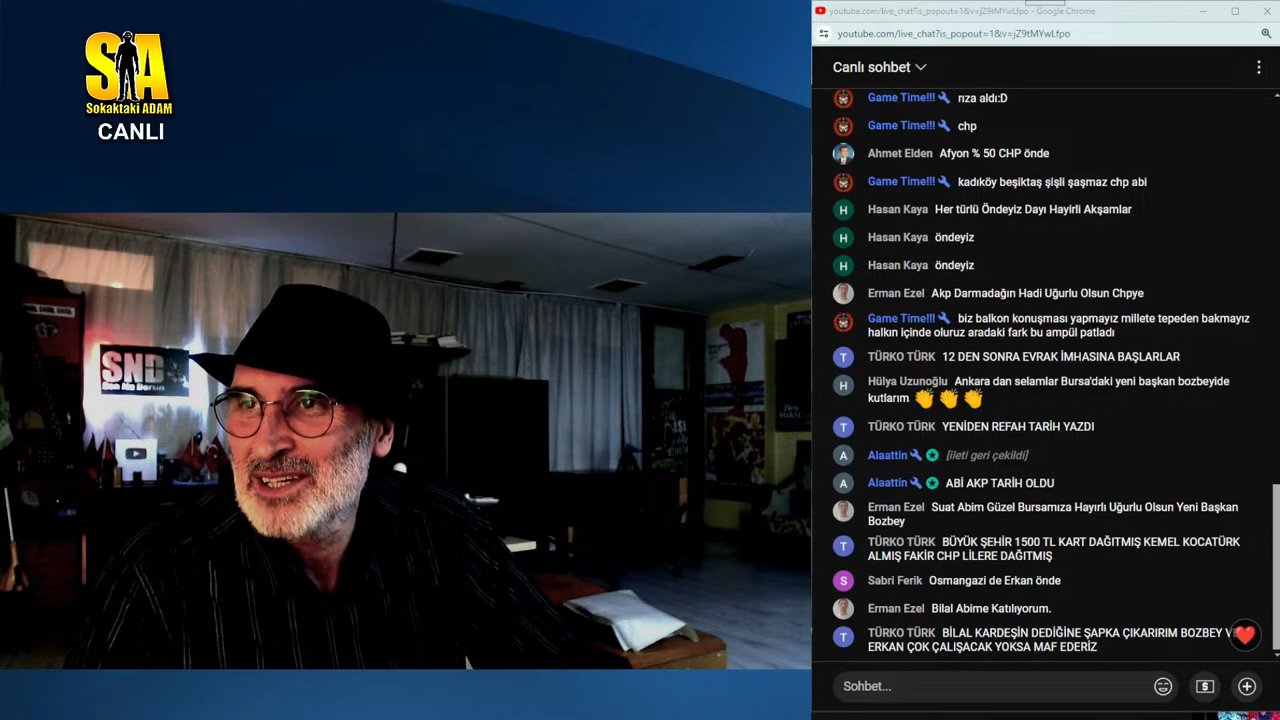 SA
Sokaktaki ADAM
CANLI
SND
youtube.com/live_chat?is_popout=1&v=jZ9tMYwLfpo - Google Chrome
youtube.com/live_chat?is_popout=1&v=jZ9tMYwLfpo
Canlı sohbet
Game Time!!! rıza aldı:D
Game Time!!! chp
Ahmet Elden Afyon % 50 CHP önde
Game Time!!! kadıköy beşiktaş şişli şaşmaz chp abi
Hasan Kaya Her türlü Öndeyiz Dayı Hayirli Akşamlar
Hasan Kaya öndeyiz
Hasan Kaya öndeyiz
Erman Ezel Akp Darmadağın Hadi Uğurlu Olsun Chpye
Game Time!!! biz balkon konuşması yapmayız millete tepeden bakmayız
halkın içinde oluruz aradaki fark bu ampül patladı
T TÜRKO TÜRK 12 DEN SONRA EVRAK İMHASINA BAŞLARLAR
H Hülya Uzunoğlu Ankara dan selamlar Bursa'daki yeni başkan bozbeyide
kutlarım 👏 👏 👏
T TÜRKO TÜRK YENİDEN REFAH TARİH YAZDI
A Alaattin [ileti geri çekildi]
A Alaattin ABİ AKP TARİH OLDU
Erman Ezel Suat Abim Güzel Bursamıza Hayırlı Uğurlu Olsun Yeni Başkan
Bozbey
T TÜRKO TÜRK BÜYÜK ŞEHİR 1500 TL KART DAĞITMIŞ KEMEL KOCATÜRK
ALMIŞ FAKİR CHP LİLERE DAĞITMIŞ
S Sabri Ferik Osmangazi de Erkan önde
Erman Ezel Bilal Abime Katılıyorum.
T TÜRKO TÜRK BİLAL KARDEŞİN DEDİĞİNE ŞAPKA ÇIKARIRIM BOZBEY VE
ERKAN ÇOK ÇALIŞACAK YOKSA MAF EDERİZ
Sohbet...